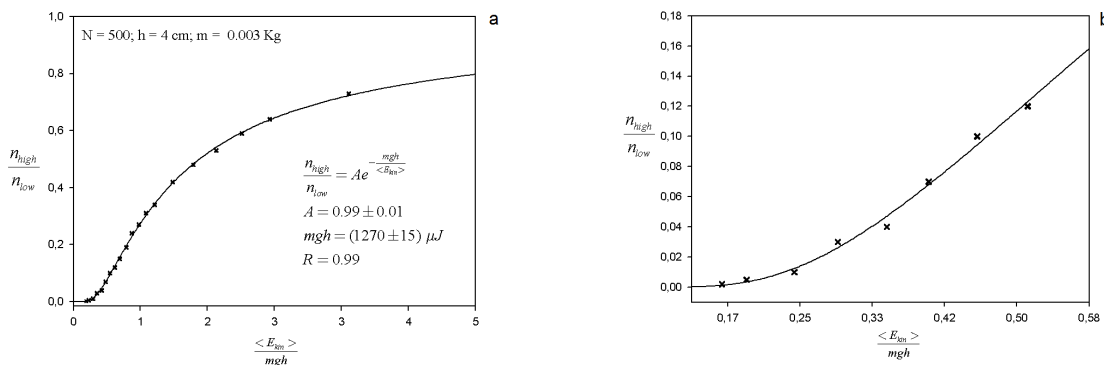 a
1,0
N = 500; h = 4 cm; m = 0.003 Kg
0,8
0,6
n_high / n_low
0,4
n_high / n_low = Ae^(-mgh / <E_kin>)
A = 0.99 ± 0.01
mgh = (1270 ± 15) μJ
R = 0.99
0,2
0,0
0 1 2 3 3 4 5
<E_kin> / mgh
b
0,18
0,16
0,14
0,12
0,10
n_high / n_low
0,08
0,06
0,04
0,02
0,00
0,17 0,25 0,33 0,42 0,50 0,58
<E_kin> / mgh